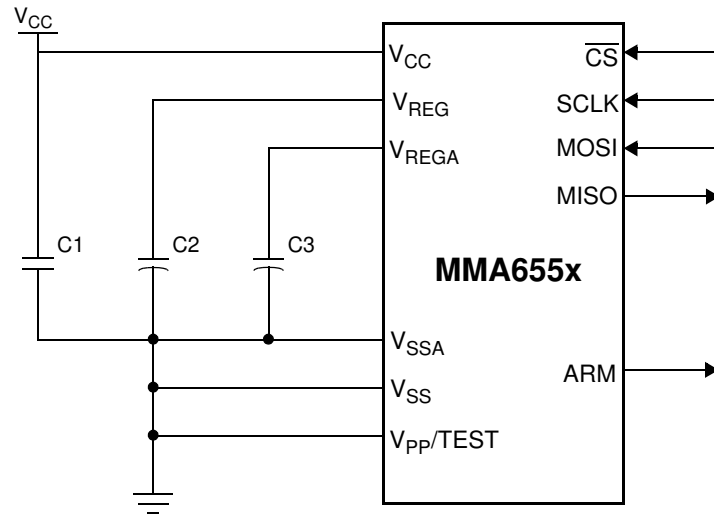 VCC
VCC
CS
VREG
SCLK
VREGA
MOSI
MISO
C1
C2
C3
MMA655x
VSSA
ARM
VSS
VPP/TEST